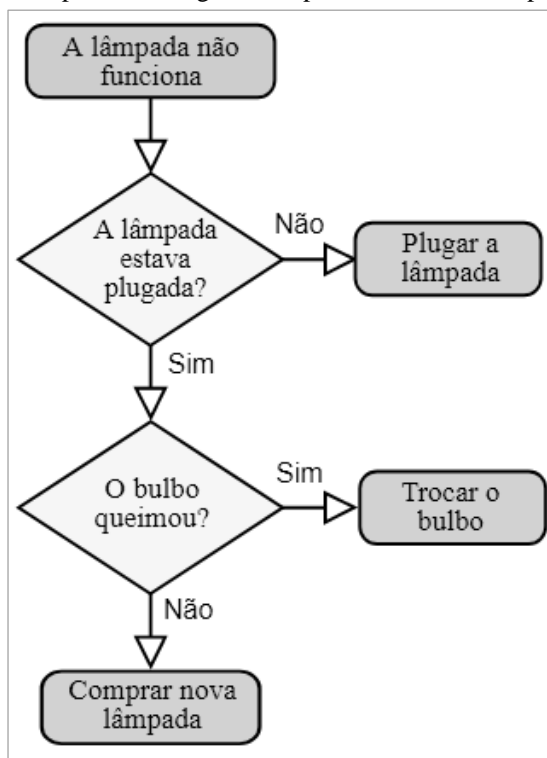 A lâmpada não
funciona
A lâmpada
estava
plugada?
Não
Plugar a
lâmpada
Sim
O bulbo
queimou?
Sim
Trocar o
bulbo
Não
Comprar nova
lâmpada